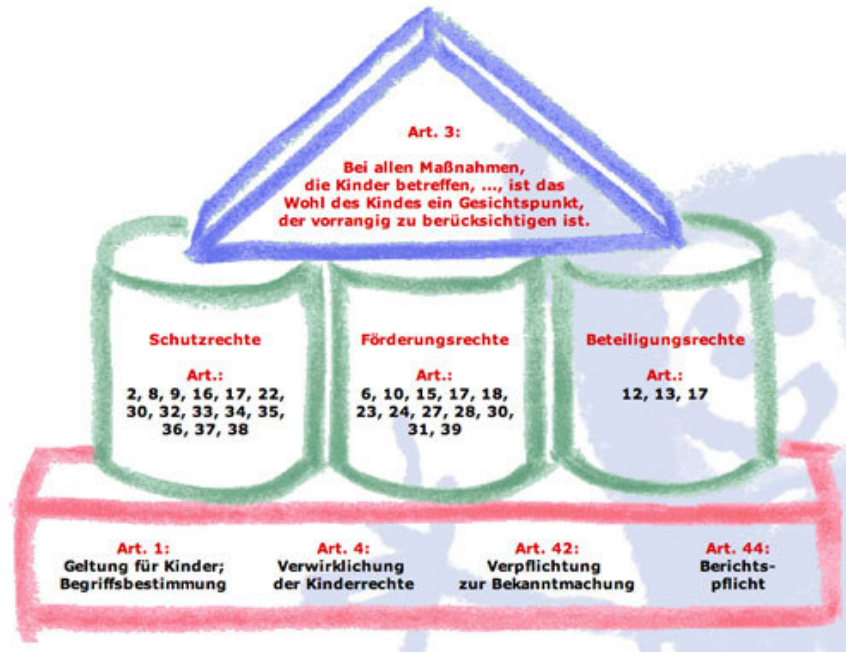 Art. 3:
Bei allen Maßnahmen,
die Kinder betreffen, ..., ist das
Wohl des Kindes ein Gesichtspunkt,
der vorrangig zu berücksichtigen ist.
Schutzrechte
Art.:
2, 8, 9, 16, 17, 22,
30, 32, 33, 34, 35,
36, 37, 38
Förderungsrechte
Art.:
6, 10, 15, 17, 18,
23, 24, 27, 28, 30,
31, 39
Beteiligungsrechte
Art.:
12, 13, 17
Art. 1:
Geltung für Kinder;
Begriffsbestimmung
Art. 4:
Verwirklichung
der Kinderrechte
Art. 42:
Verpflichtung
zur Bekanntmachung
Art. 44:
Berichts-
pflicht